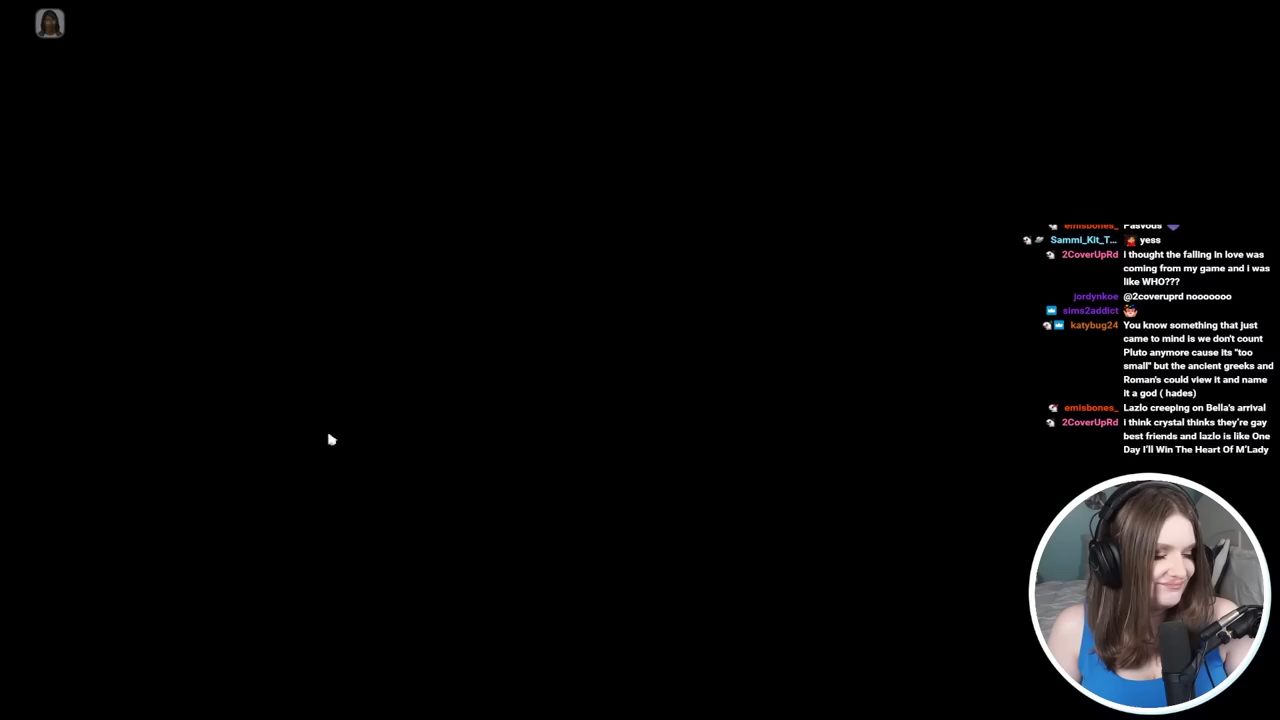 emisbones_ Pasvous
Sammi_Kit_T... yess
2CoverUpRd I thought the falling in love was
coming from my game and i was
like WHO???
jordynkoe @2coveruprd nooooooo
sims2addict
katybug24 You know something that just
came to mind is we don't count
Pluto anymore cause its "too
small" but the ancient greeks and
Roman's could view it and name
it a god ( hades)
emisbones_ Lazlo creeping on Bella's arrival
2CoverUpRd i think crystal thinks they're gay
best friends and lazlo is like One
Day I'll Win The Heart Of M'Lady